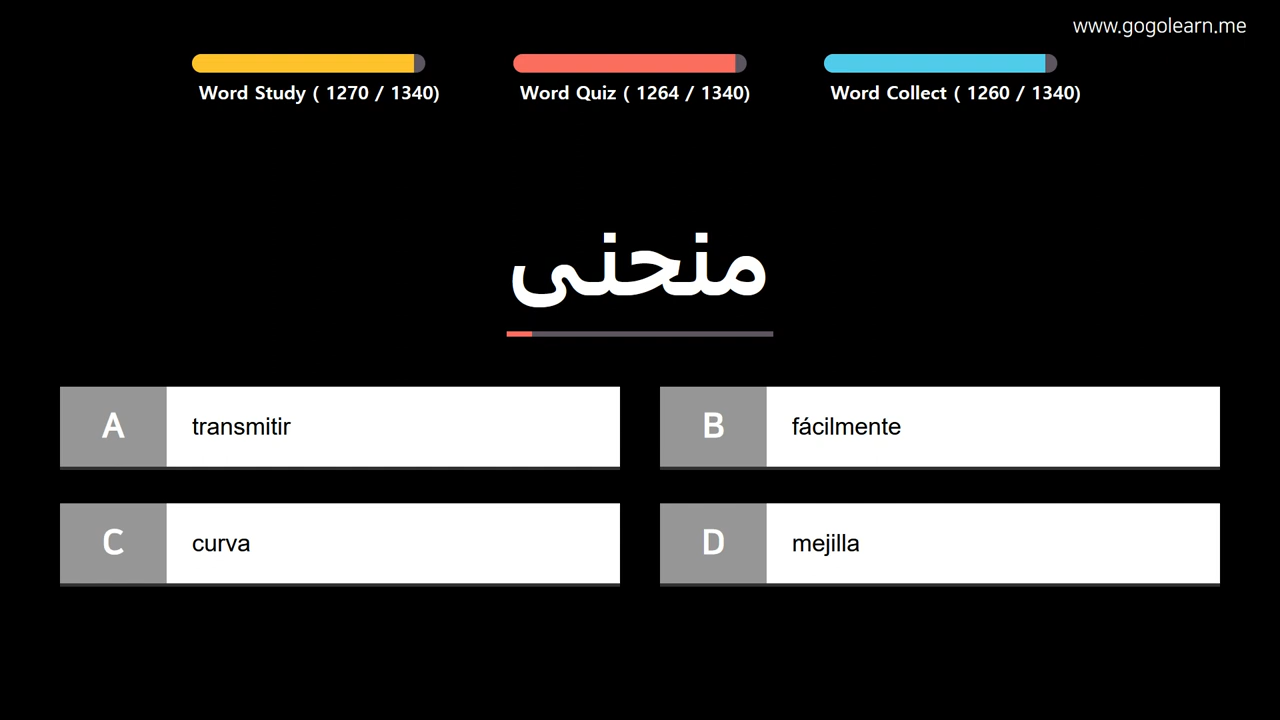 www.gogolearn.me
Word Study ( 1270 / 1340)
Word Quiz ( 1264 / 1340)
Word Collect ( 1260 / 1340)
منحنى
A transmitir
B fácilmente
C curva
D mejilla